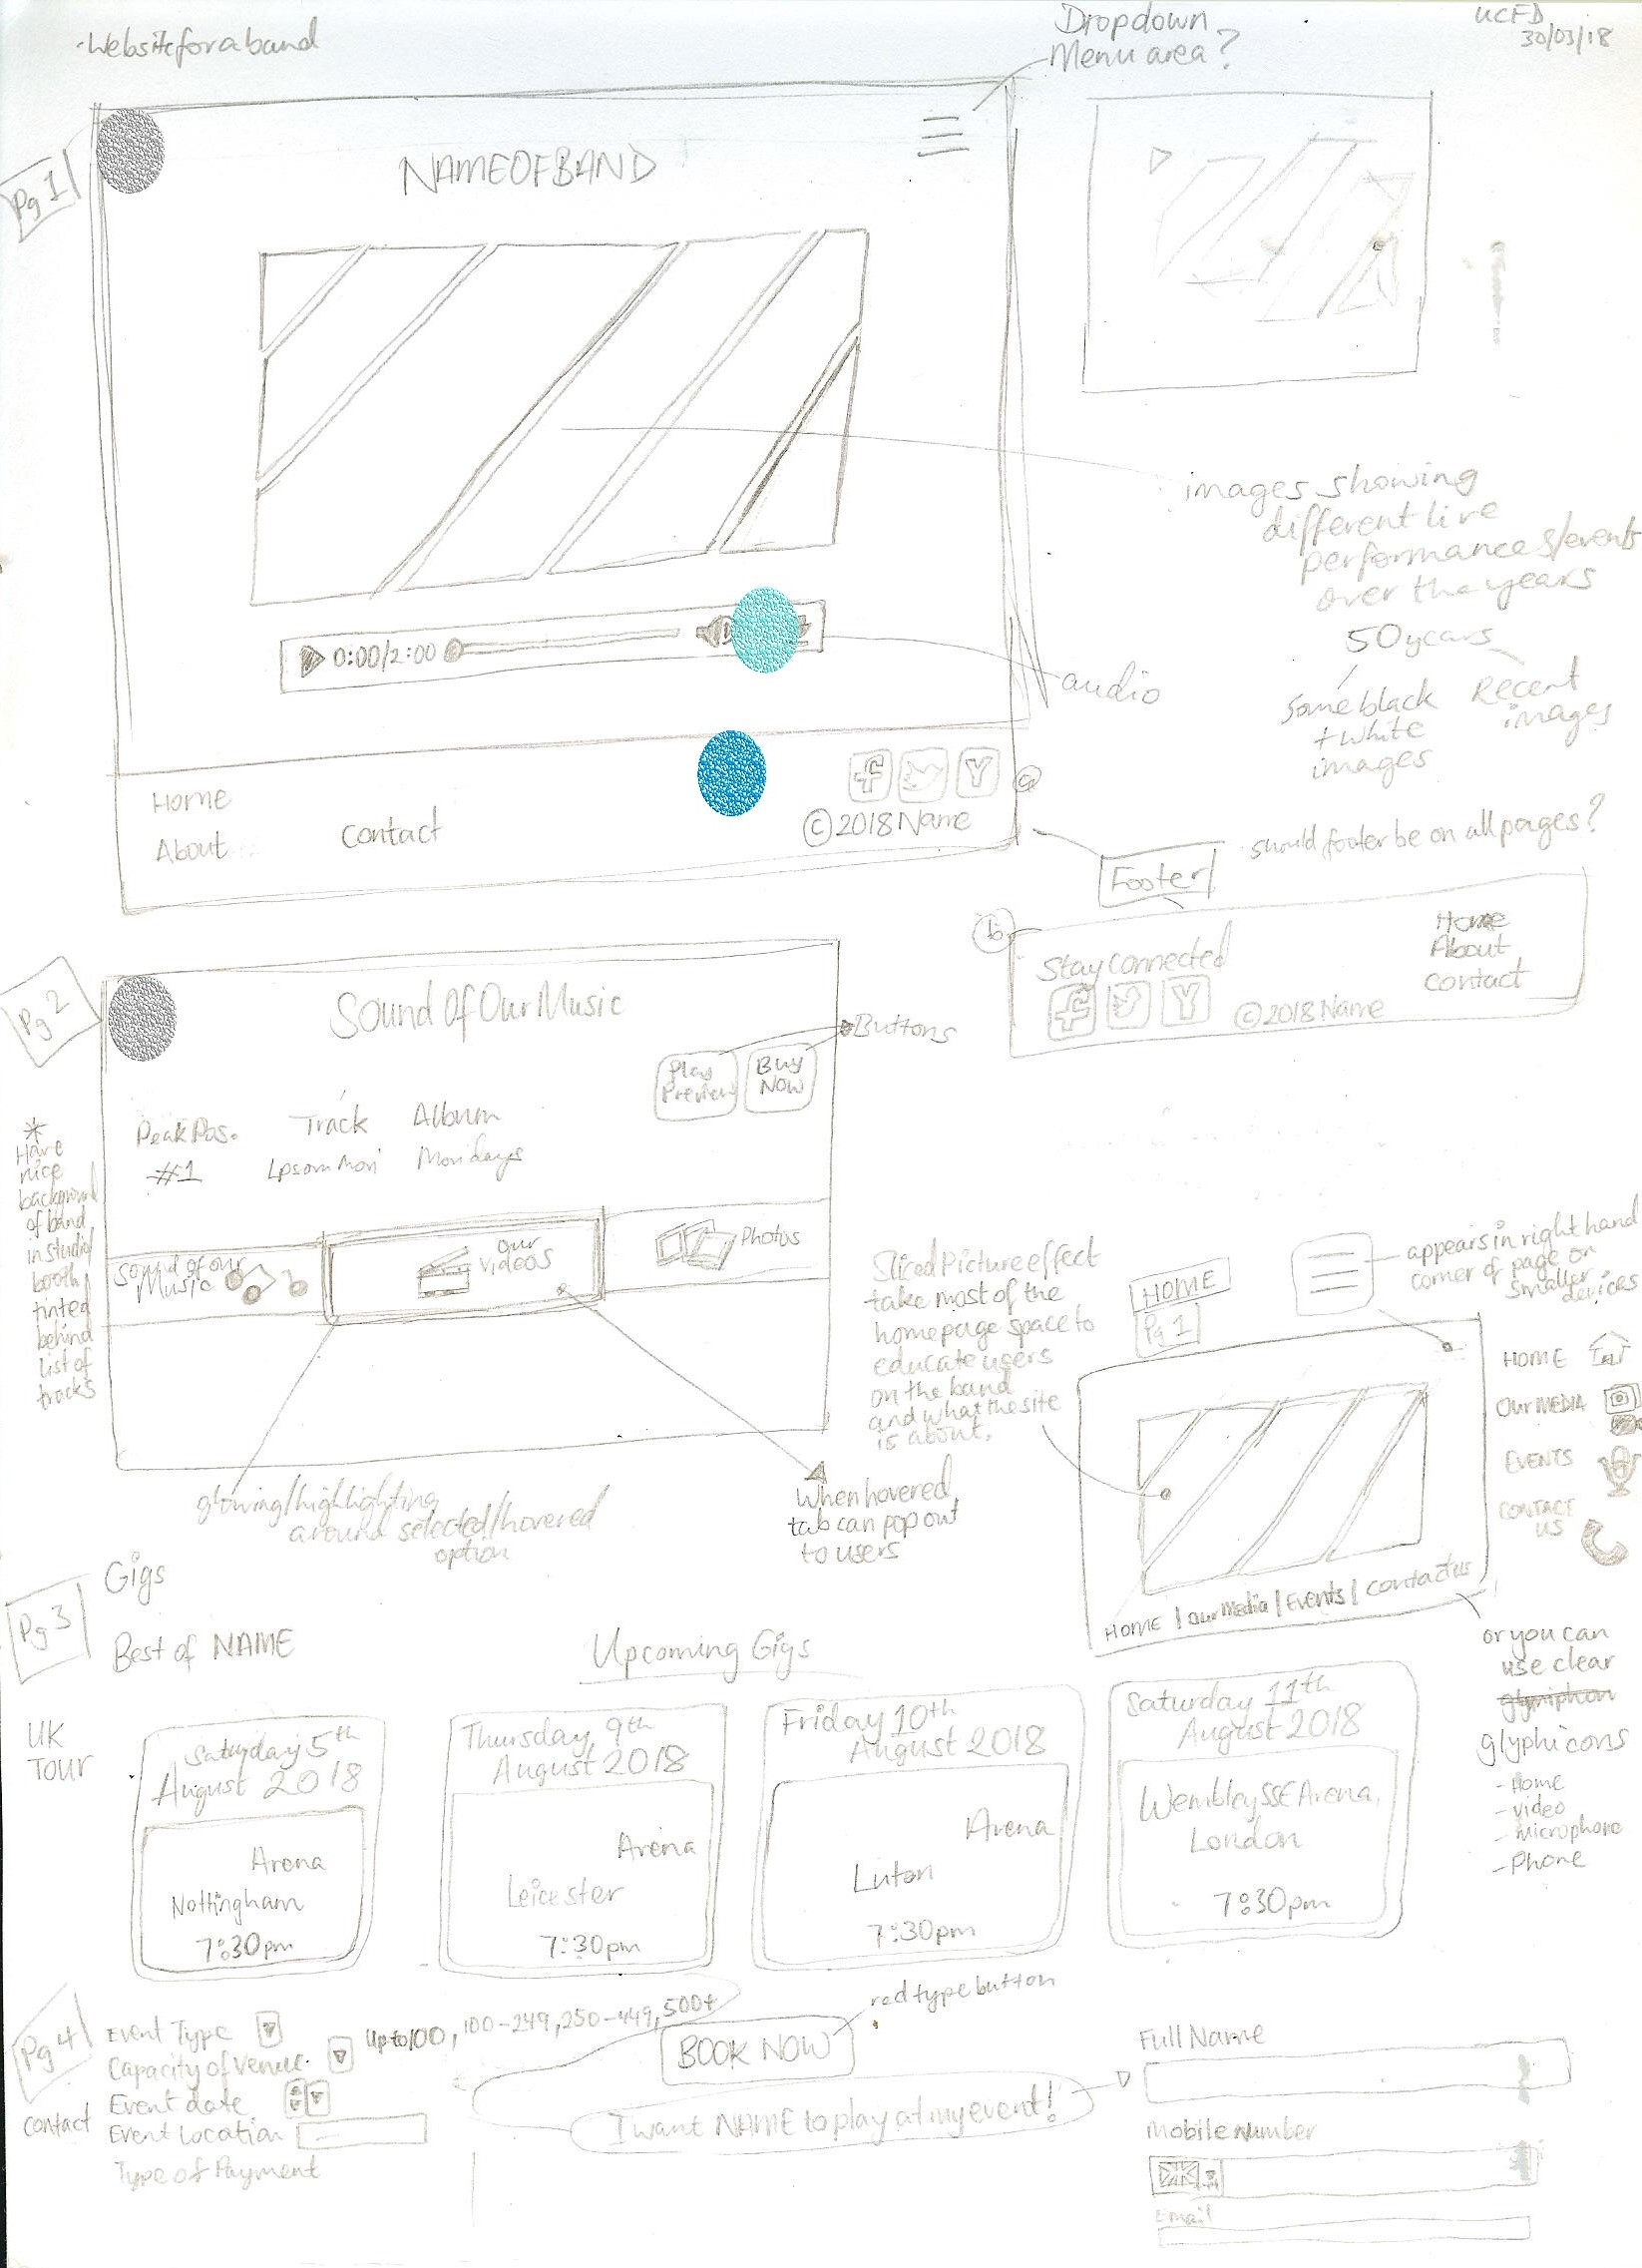 Website for a band
Dropdown
Menu area?
UCFD
30/03/18
Pg 1
NAME OF BAND
images showing
different live
performances/events
over the years
50 years
some black
+ white
images
Recent
images
0:00/2:00
audio
Home
About
Contact
© 2018 Name
a
Footer
should footer be on all pages?
b
Stay Connected
© 2018 Name
Home
About
Contact
Pg 2
Sound Of Our Music
Buttons
Play
Preview
Buy
Now
Peak Pos.
Track
Album
#1
Ipsom Mori
Mondays
* Have
nice
background
of band
in studio/
booth/
tinted
behind
list of
tracks
Sound of our
Music
our
videos
Photos
glowing/highlighting
around selected/hovered
option
When hovered
tab can pop out
to users
Sliced Picture effect
take most of the
homepage space to
educate users
on the band
and what the site
is about.
HOME
Pg 1
appears in right hand
corner of page or
smaller
devices
HOME
Our MEDIA
EVENTS
CONTACT
US
HOME | Our Media | Events | Contact us
or you can
use clear
glyphicons
- Home
- video
- microphone
- Phone
Pg 3
Gigs
Best of NAME
Upcoming Gigs
UK
TOUR
Saturday 5th
August 2018
Arena
Nottingham
7:30pm
Thursday 9th
August 2018
Arena
Leicester
7:30pm
Friday 10th
August 2018
Arena
Luton
7:30pm
Saturday 11th
August 2018
Wembley SSE Arena,
London
7:30pm
Pg 4
Contact
Event Type
Capacity of Venue.
Up to 100, 100-249, 250-449, 500+
Event date
Event Location
Type of Payment
red type button
BOOK NOW
I want NAME to play at my event!
Full Name
Mobile number
Email